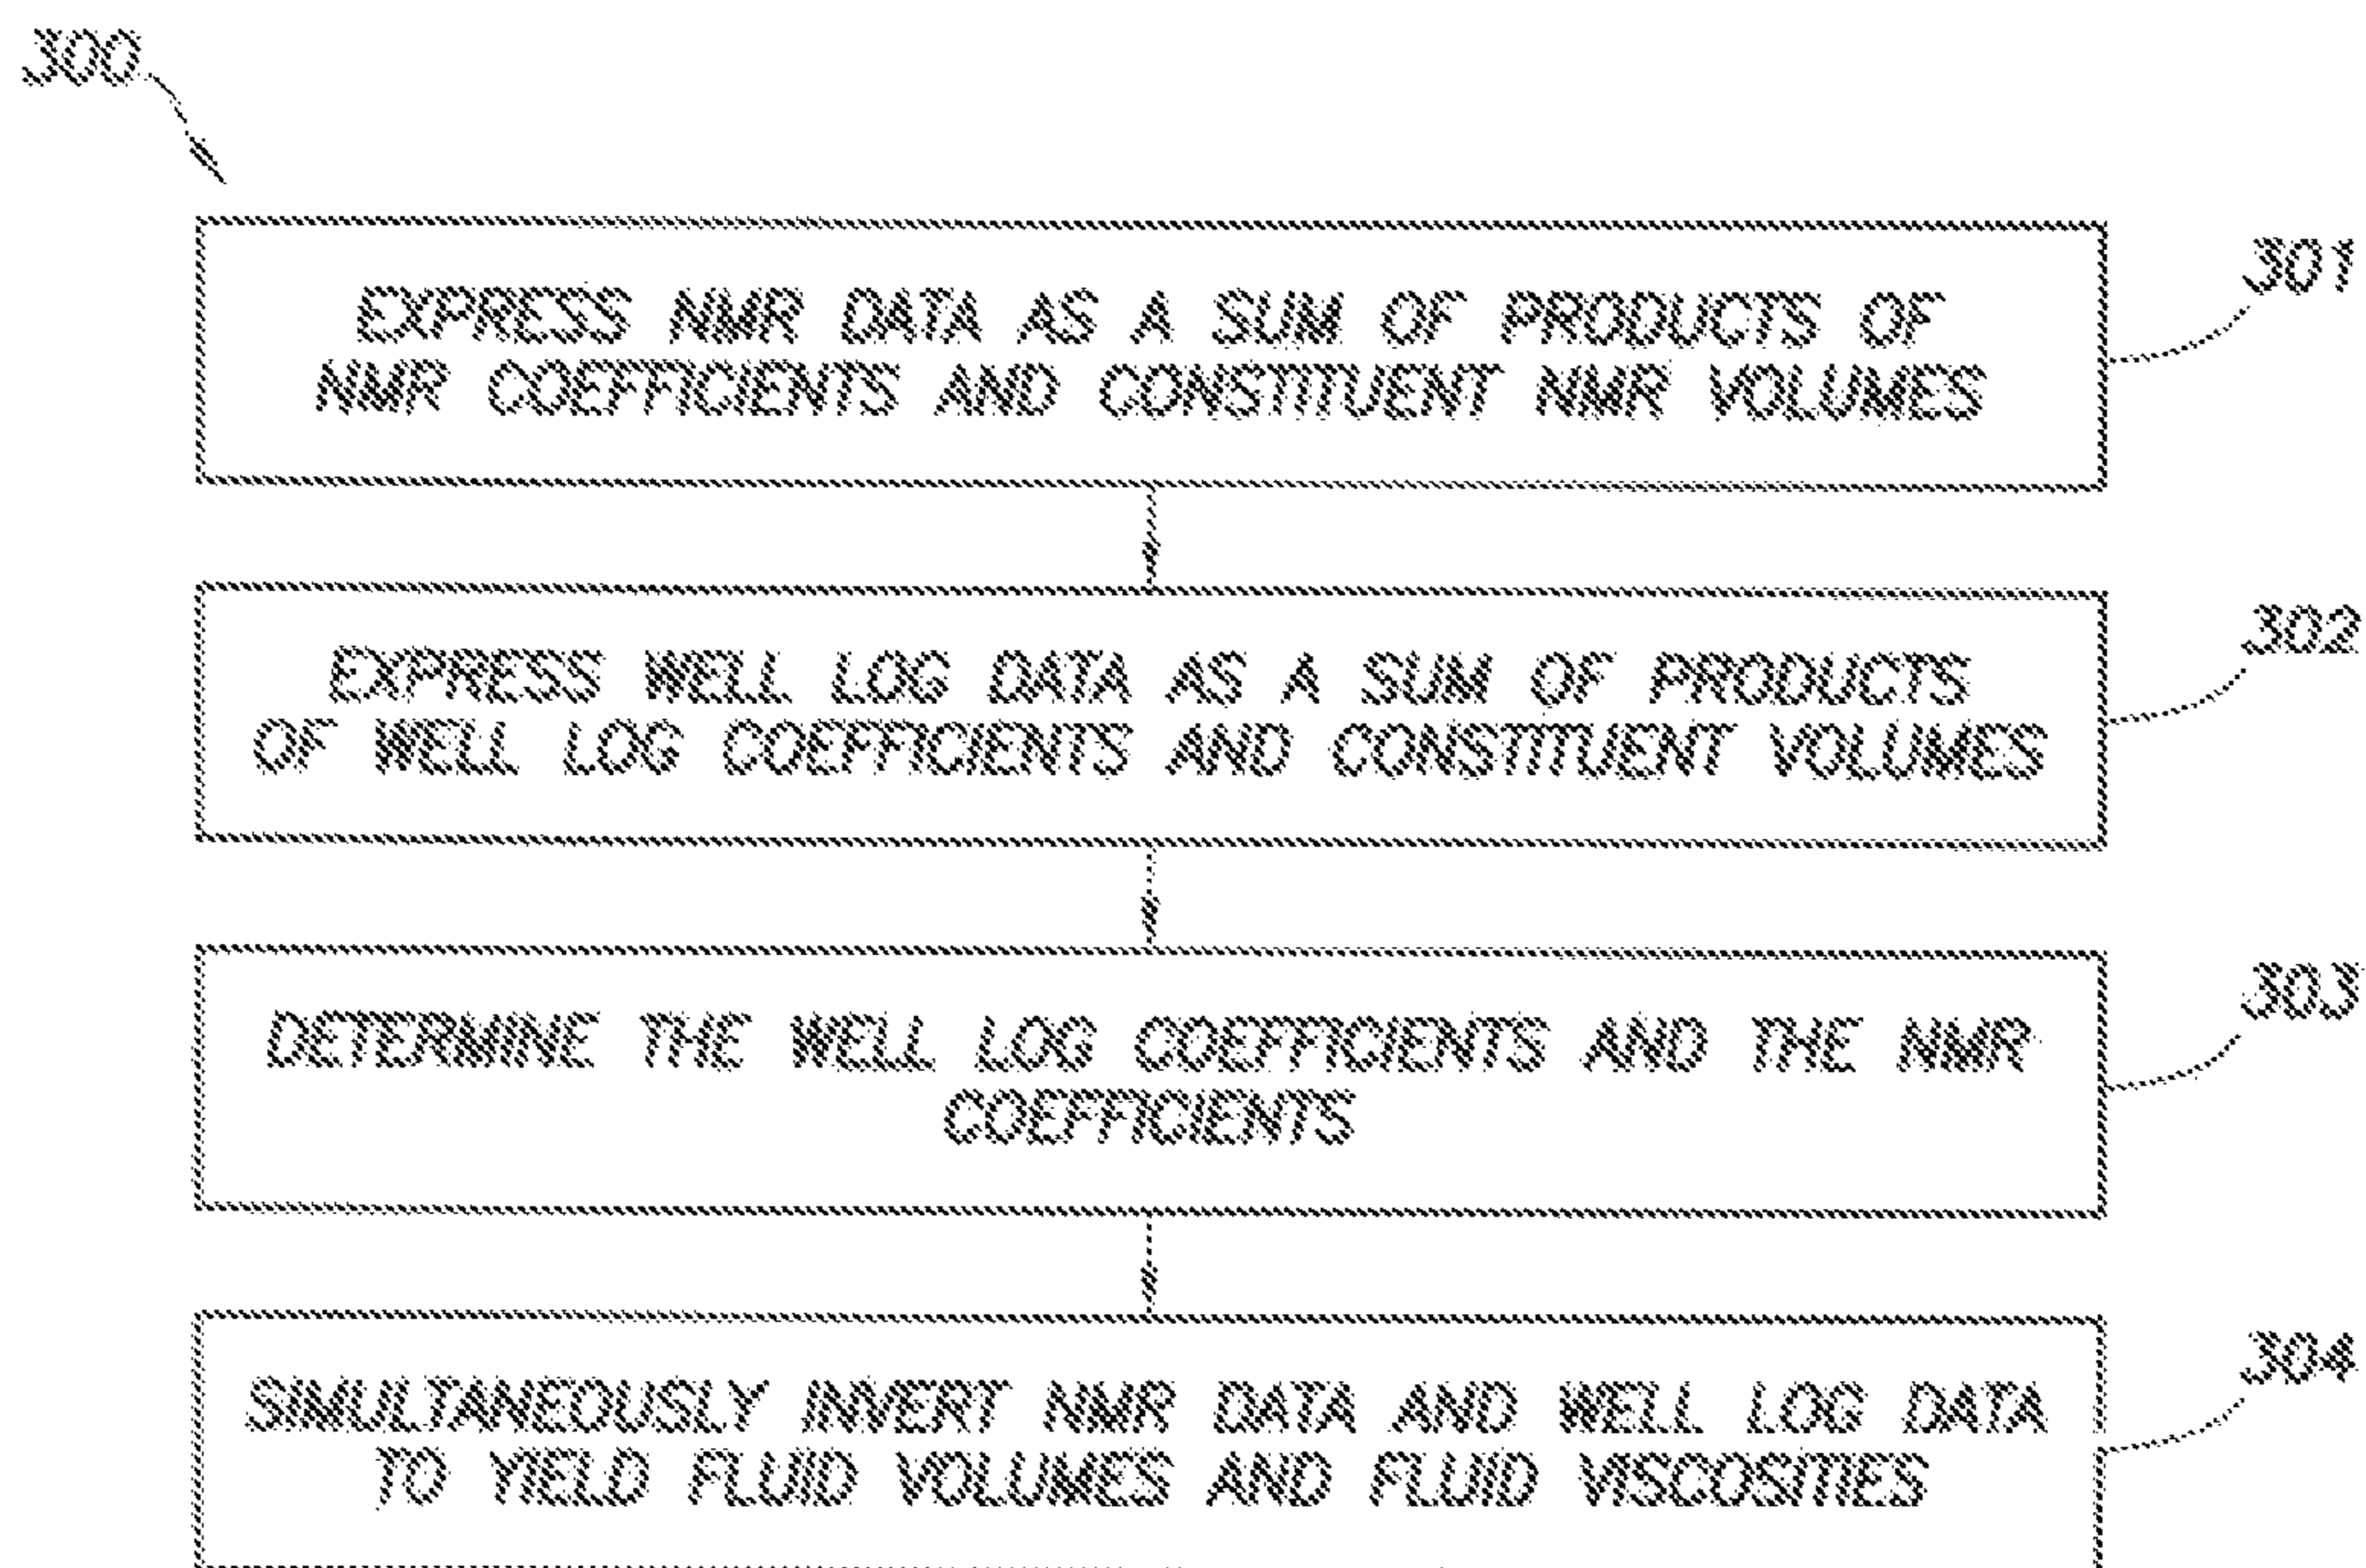 300
EXPRESS NMR DATA AS A SUM OF PRODUCTS OF
NMR COEFFICIENTS AND CONSTITUENT NMR VOLUMES
301
EXPRESS WELL LOG DATA AS A SUM OF PRODUCTS
OF WELL LOG COEFFICIENTS AND CONSTITUENT VOLUMES
302
DETERMINE THE WELL LOG COEFFICIENTS AND THE NMR
COEFFICIENTS
303
SIMULTANEOUSLY INVERT NMR DATA AND WELL LOG DATA
TO YIELD FLUID VOLUMES AND FLUID VISCOSITIES
304